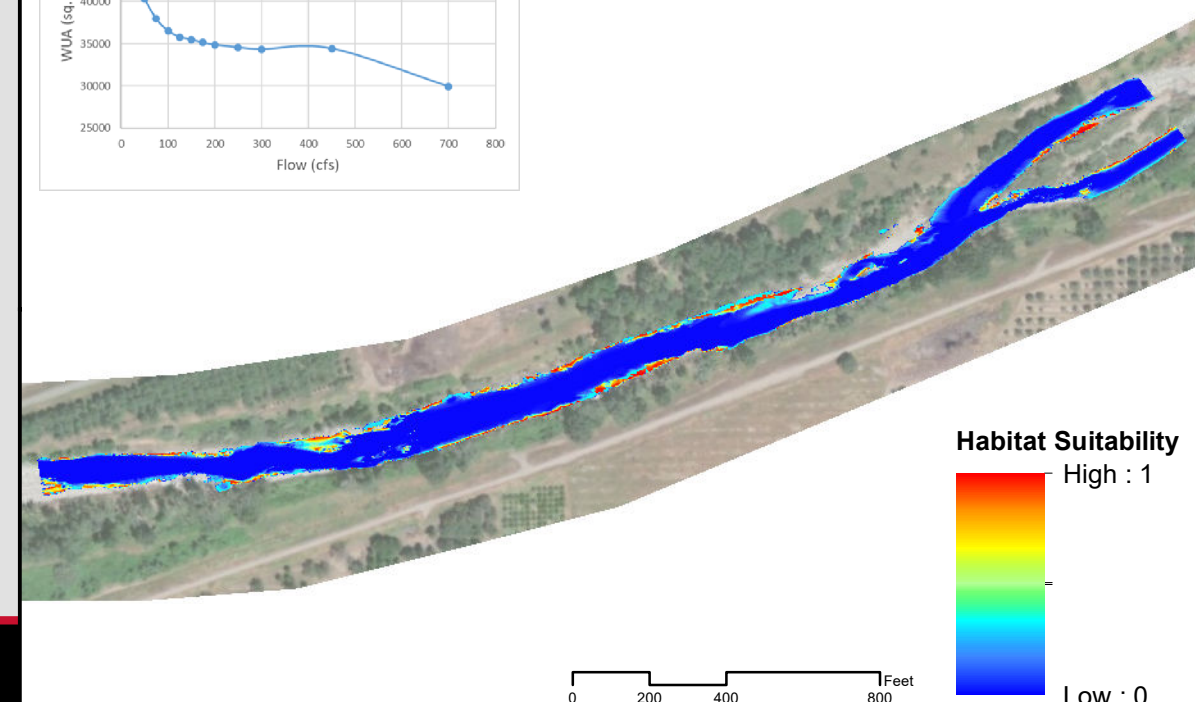 40000
35000
30000
25000
WUA (sq.
0 100 200 300 400 500 600 700 800
Flow (cfs)
Habitat Suitability
High : 1
Low : 0
Feet
0 200 400 800